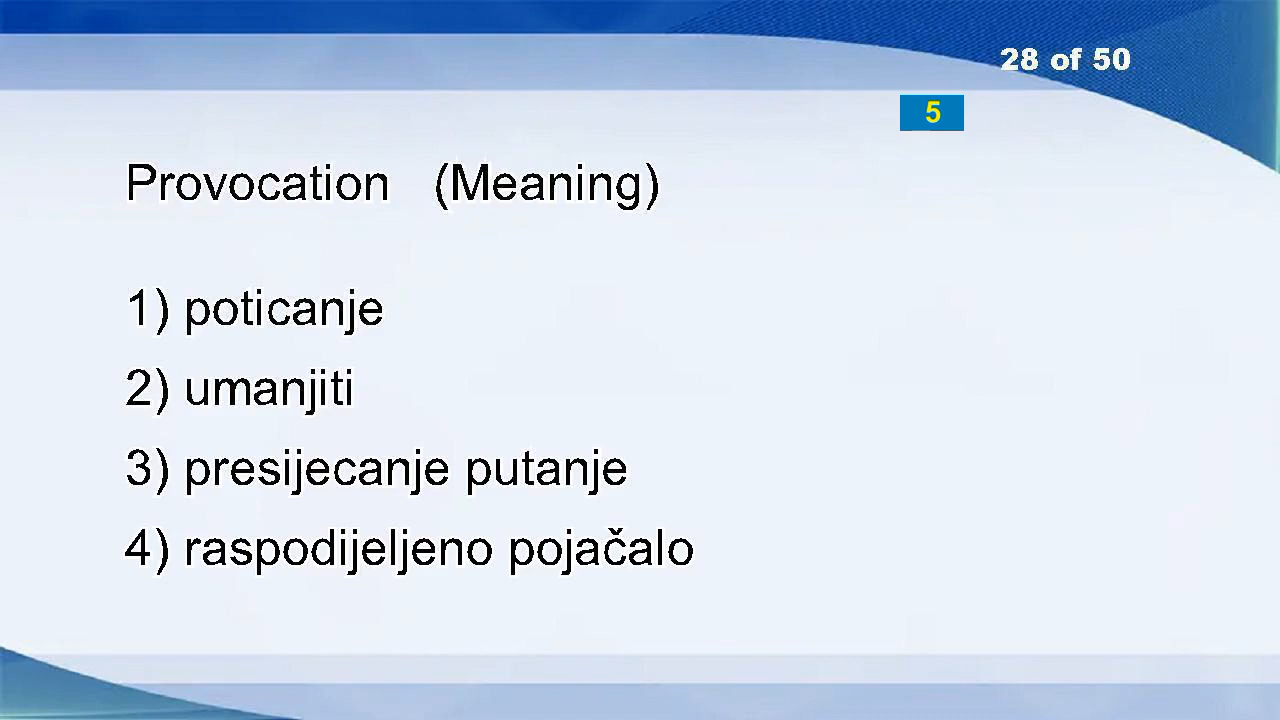 28 of 50
5
Provocation (Meaning)
1) poticanje
2) umanjiti
3) presijecanje putanje
4) raspodijeljeno pojačalo